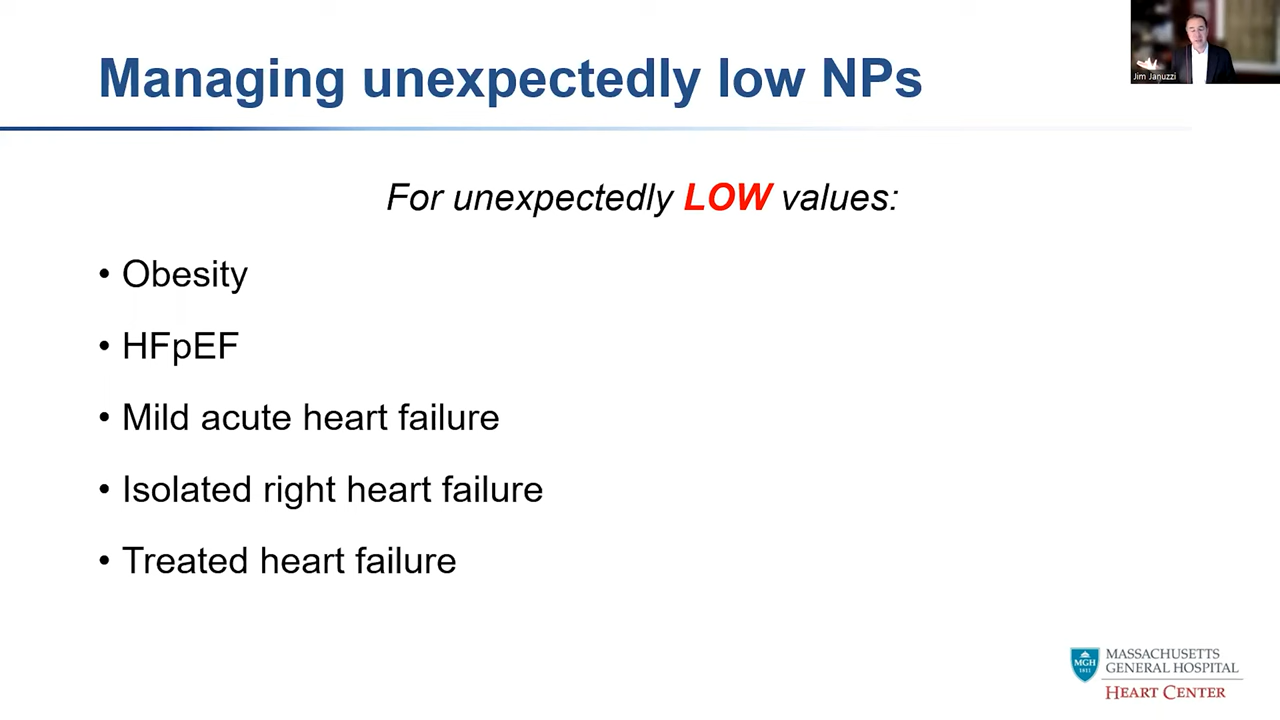 Managing unexpectedly low NPs
Jim Januzzi
For unexpectedly LOW values:
• Obesity
• HFpEF
• Mild acute heart failure
• Isolated right heart failure
• Treated heart failure
MGH
1811
MASSACHUSETTS
GENERAL HOSPITAL
HEART CENTER